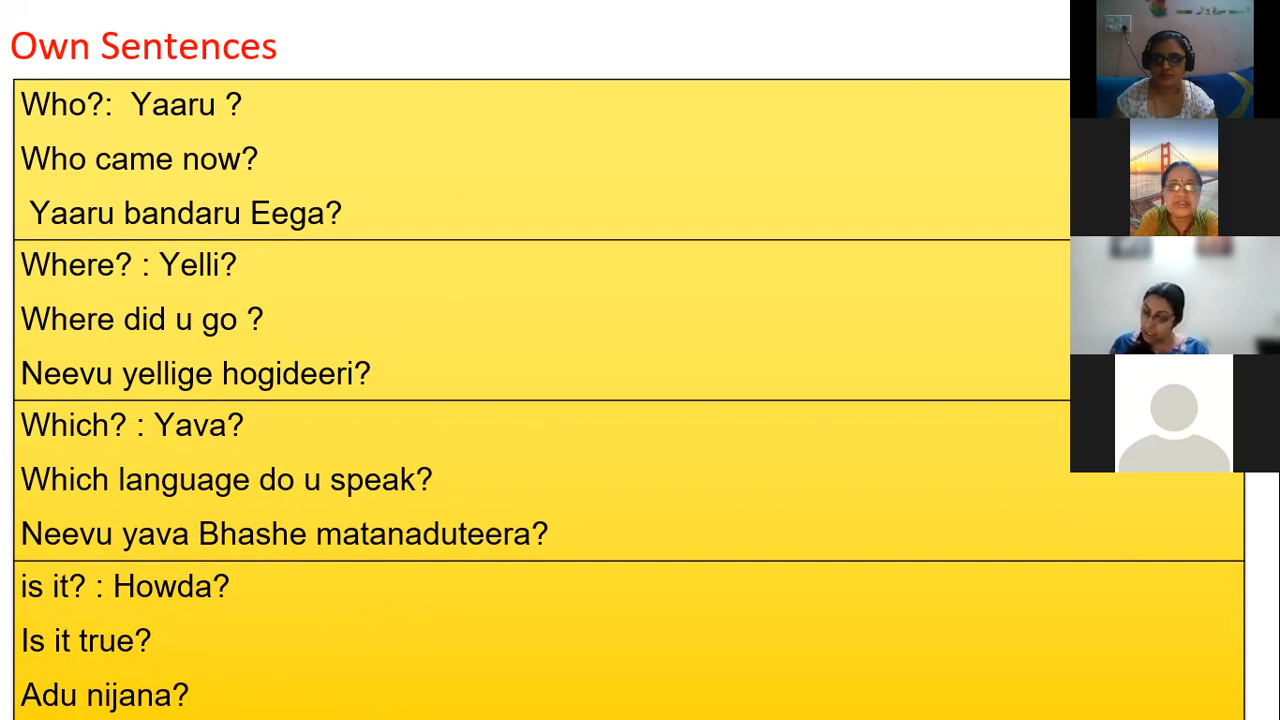 Own Sentences
Who?: Yaaru ?
Who came now?
Yaaru bandaru Eega?
Where? : Yelli?
Where did u go ?
Neevu yellige hogideeri?
Which? : Yava?
Which language do u speak?
Neevu yava Bhashe matanaduteera?
is it? : Howda?
Is it true?
Adu nijana?